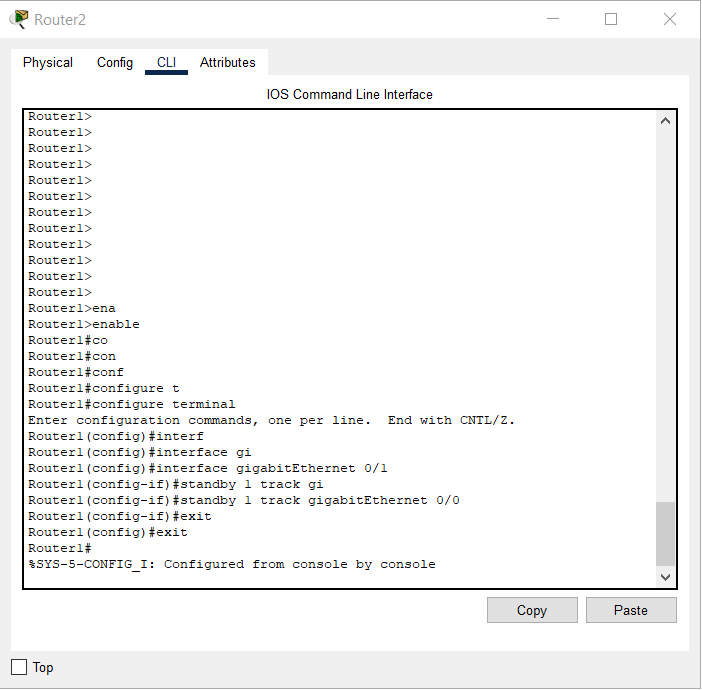 Router2
Physical Config CLI Attributes
IOS Command Line Interface
Router1>
Router1>
Router1>
Router1>
Router1>
Router1>
Router1>
Router1>
Router1>
Router1>
Router1>
Router1>
Router1>ena
Router1>enable
Router1#co
Router1#con
Router1#conf
Router1#configure t
Router1#configure terminal
Enter configuration commands, one per line.  End with CNTL/Z.
Router1(config)#interf
Router1(config)#interface gi
Router1(config)#interface gigabitEthernet 0/1
Router1(config-if)#standby 1 track gi
Router1(config-if)#standby 1 track gigabitEthernet 0/0
Router1(config-if)#exit
Router1(config)#exit
Router1#
%SYS-5-CONFIG_I: Configured from console by console
Copy Paste
Top